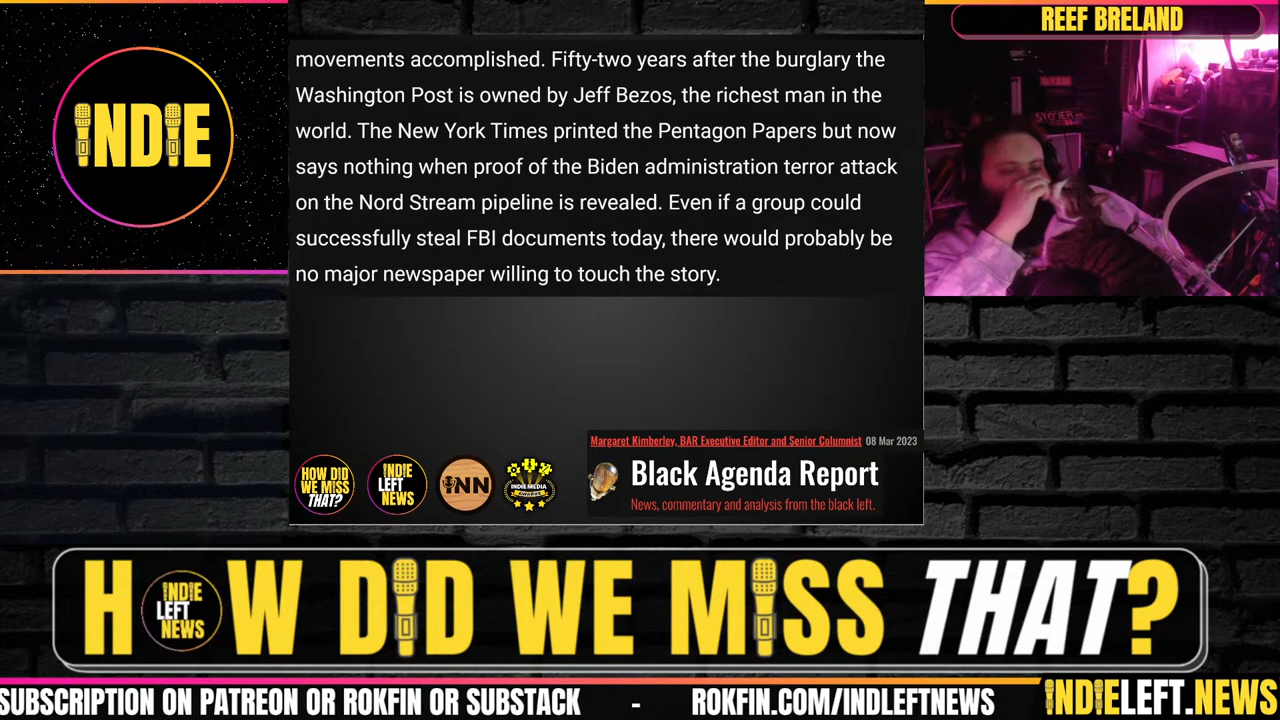 INDIE
REEF BRELAND
movements accomplished. Fifty-two years after the burglary the
Washington Post is owned by Jeff Bezos, the richest man in the
world. The New York Times printed the Pentagon Papers but now
says nothing when proof of the Biden administration terror attack
on the Nord Stream pipeline is revealed. Even if a group could
successfully steal FBI documents today, there would probably be
no major newspaper willing to touch the story.
Margaret Kimberley, BAR Executive Editor and Senior Columnist 08 Mar 2023
Black Agenda Report
News, commentary and analysis from the black left.
HOW DID
WE MISS
THAT?
INDIE
LEFT
NEWS
INN
INDIE MEDIA
AWARDS
HOW DID WE MISS THAT?
INDIE
LEFT
NEWS
SUBSCRIPTION ON PATREON OR ROKFIN OR SUBSTACK - ROKFIN.COM/INDLEFTNEWS
INDIELEFT.NEWS